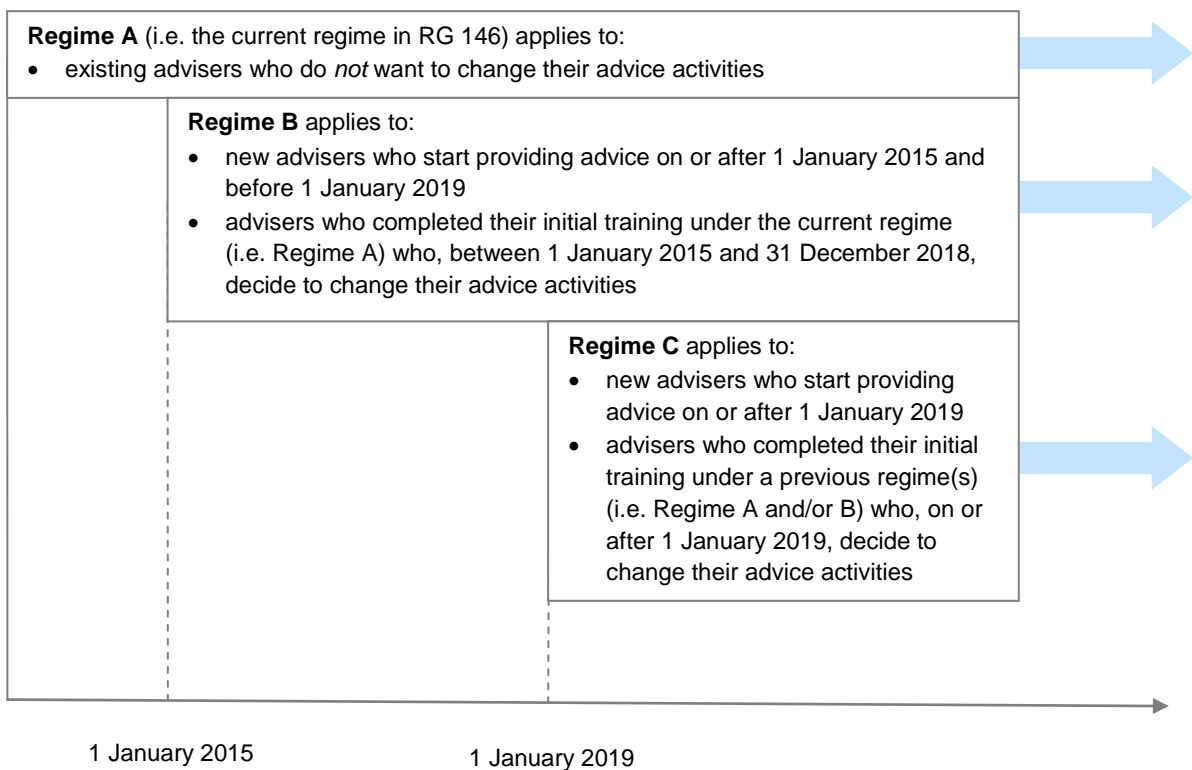 Regime A (i.e. the current regime in RG 146) applies to:
• existing advisers who do not want to change their advice activities
Regime B applies to:
• new advisers who start providing advice on or after 1 January 2015 and
before 1 January 2019
• advisers who completed their initial training under the current regime
(i.e. Regime A) who, between 1 January 2015 and 31 December 2018,
decide to change their advice activities
Regime C applies to:
• new advisers who start providing
advice on or after 1 January 2019
• advisers who completed their initial
training under a previous regime(s)
(i.e. Regime A and/or B) who, on or
after 1 January 2019, decide to
change their advice activities
1 January 2015
1 January 2019